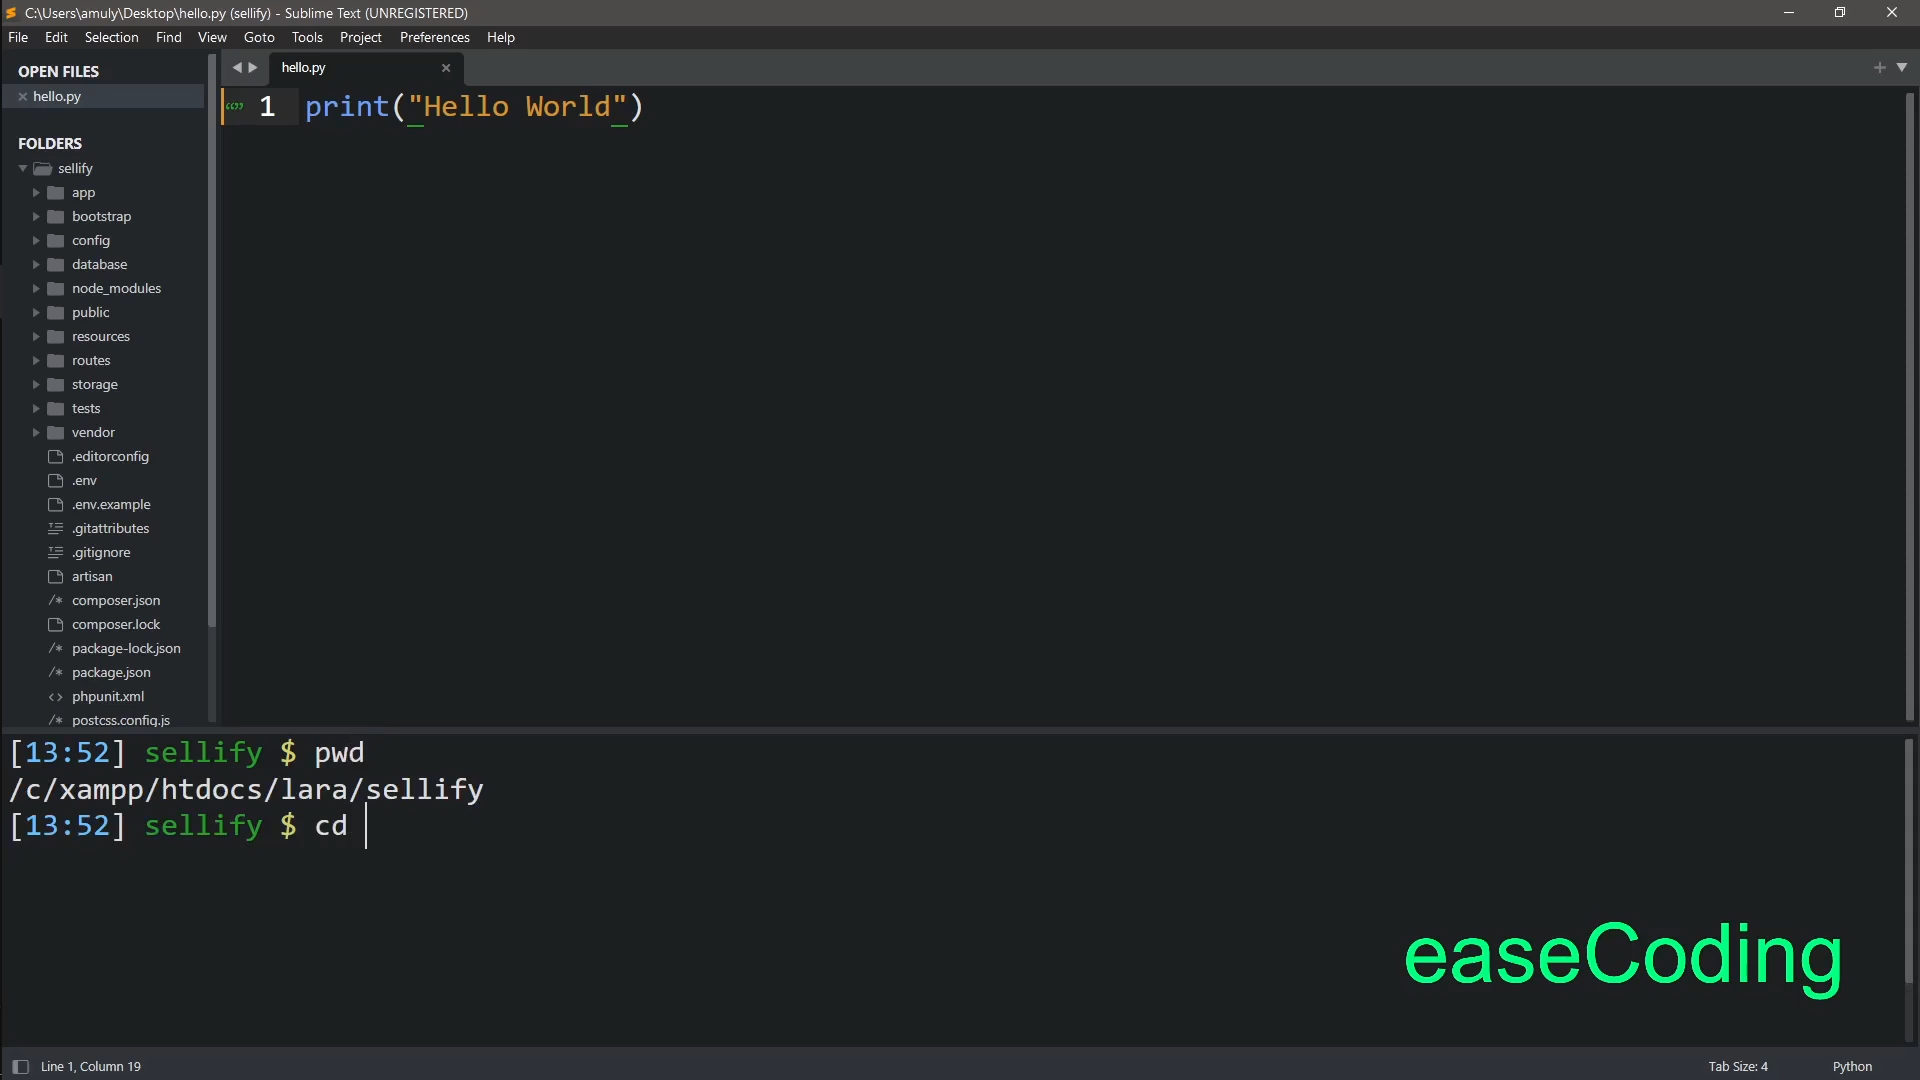 C:\Users\amuly\Desktop\hello.py (sellify) - Sublime Text (UNREGISTERED)
File Edit Selection Find View Goto Tools Project Preferences Help
OPEN FILES
hello.py
FOLDERS
sellify
app
bootstrap
config
database
node_modules
public
resources
routes
storage
tests
vendor
.editorconfig
.env
.env.example
.gitattributes
.gitignore
artisan
/* composer.json
composer.lock
/* package-lock.json
/* package.json
<> phpunit.xml
/* postcss.config.js
hello.py
1 print("Hello World")
[13:52] sellify $ pwd
/c/xampp/htdocs/lara/sellify
[13:52] sellify $ cd
easeCoding
Line 1, Column 19
Tab Size: 4
Python